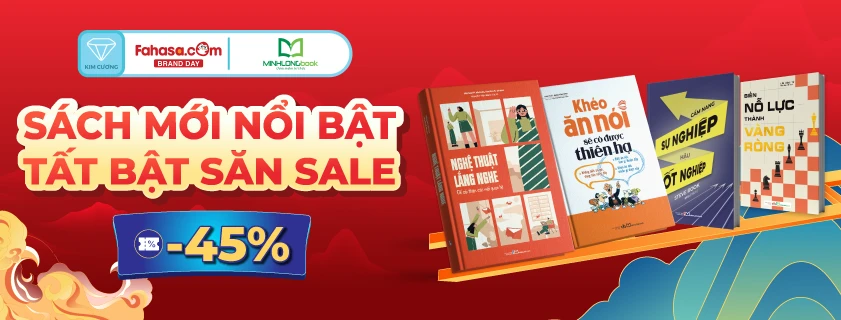 KIM CƯƠNG
Fahasa.com
BRAND DAY
MINHLONGbook
SÁCH MỚI NỔI BẬT
TẤT BẬT SĂN SALE
%
-45%
NGHỆ THUẬT
LẮNG NGHE
Khéo
ăn nói
sẽ có được
thiên hạ
CẨM NANG
SỰ NGHIỆP
HẬU
TỐT NGHIỆP
STEVE ROOK
BIẾN
NỖ LỰC
THÀNH
VÀNG
RÒNG